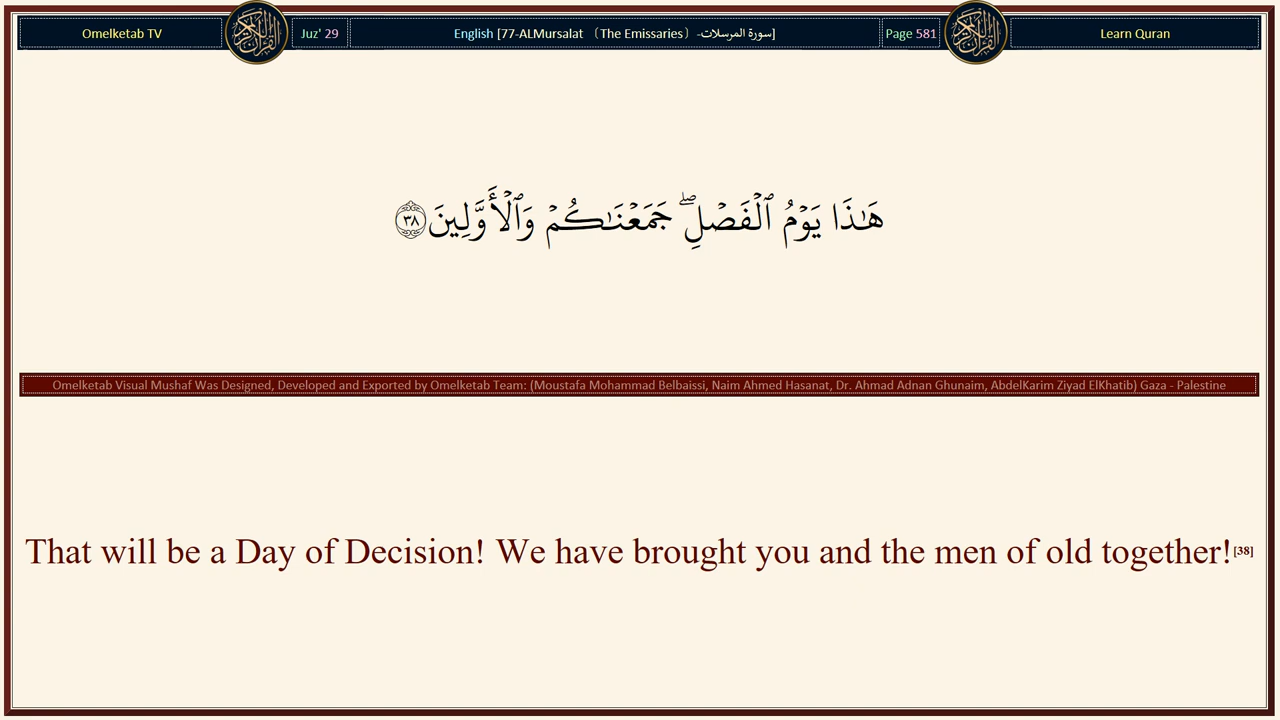 Omelketab TV
Juz' 29
English [77-ALMursalat （The Emissaries） -سورة المرسلات]
Page 581
Learn Quran
هَٰذَا يَوۡمُ ٱلۡفَصۡلِۖ جَمَعۡنَٰكُمۡ وَٱلۡأَوَّلِينَ ٣٨
Omelketab Visual Mushaf Was Designed, Developed and Exported by Omelketab Team: (Moustafa Mohammad Belbaissi, Naim Ahmed Hasanat, Dr. Ahmad Adnan Ghunaim, AbdelKarim Ziyad ElKhatib) Gaza - Palestine
That will be a Day of Decision! We have brought you and the men of old together![38]